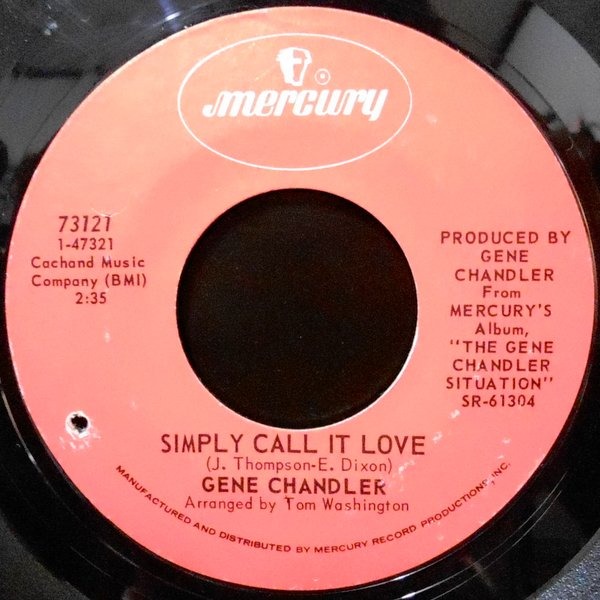 mercury
73121
1-47321
Cachand Music
Company (BMI)
2:35
PRODUCED BY
GENE
CHANDLER
From
MERCURY'S
Album,
"THE GENE
CHANDLER
SITUATION"
SR-61304
SIMPLY CALL IT LOVE
(J. Thompson-E. Dixon)
GENE CHANDLER
Arranged by Tom Washington
MANUFACTURED AND DISTRIBUTED BY MERCURY RECORD PRODUCTIONS, INC.